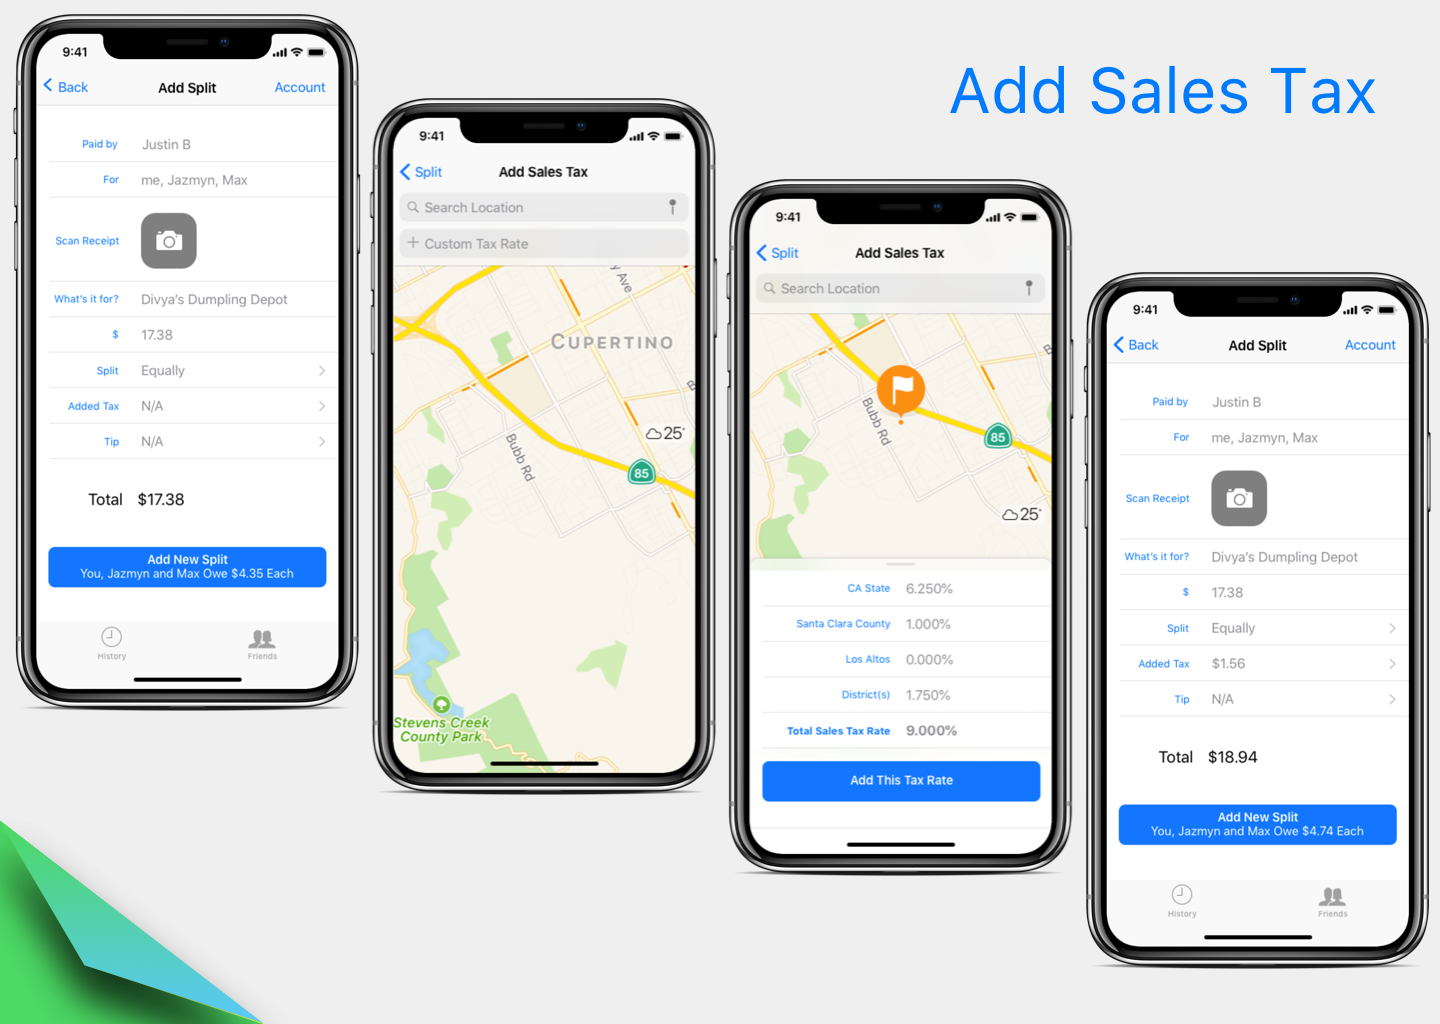 Add Sales Tax
9:41
Back Add Split Account
Paid by Justin B
For me, Jazmyn, Max
Scan Receipt
What's it for? Divya's Dumpling Depot
$ 17.38
Split Equally
Added Tax N/A
Tip N/A
Total $17.38
Add New Split
You, Jazmyn and Max Owe $4.35 Each
History Friends
9:41
Split Add Sales Tax
Search Location
+ Custom Tax Rate
y Ave
CUPERTINO
B
25°
Bubb Rd
85
Stevens Creek
County Park
9:41
Split Add Sales Tax
Search Location
B
Bubb Rd
85
25°
CA State 6.250%
Santa Clara County 1.000%
Los Altos 0.000%
District(s) 1.750%
Total Sales Tax Rate 9.000%
Add This Tax Rate
9:41
Back Add Split Account
Paid by Justin B
For me, Jazmyn, Max
Scan Receipt
What's it for? Divya's Dumpling Depot
$ 17.38
Split Equally
Added Tax $1.56
Tip N/A
Total $18.94
Add New Split
You, Jazmyn and Max Owe $4.74 Each
History Friends